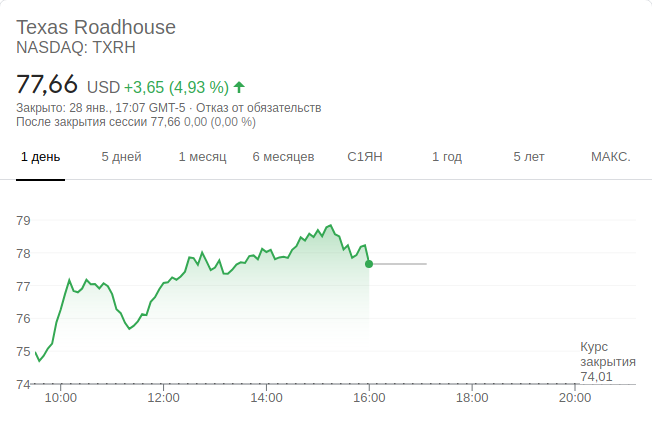 Texas Roadhouse
NASDAQ: TXRH
77,66 USD +3,65 (4,93 %)
Закрыто: 28 янв., 17:07 GMT-5 · Отказ от обязательств
После закрытия сессии 77,66 0,00 (0,00 %)
1 день 5 дней 1 месяц 6 месяцев С1ЯН 1 год 5 лет МАКС.
79
78
77
76
75
Курс
закрытия
74,01
74
10:00 12:00 14:00 16:00 18:00 20:00